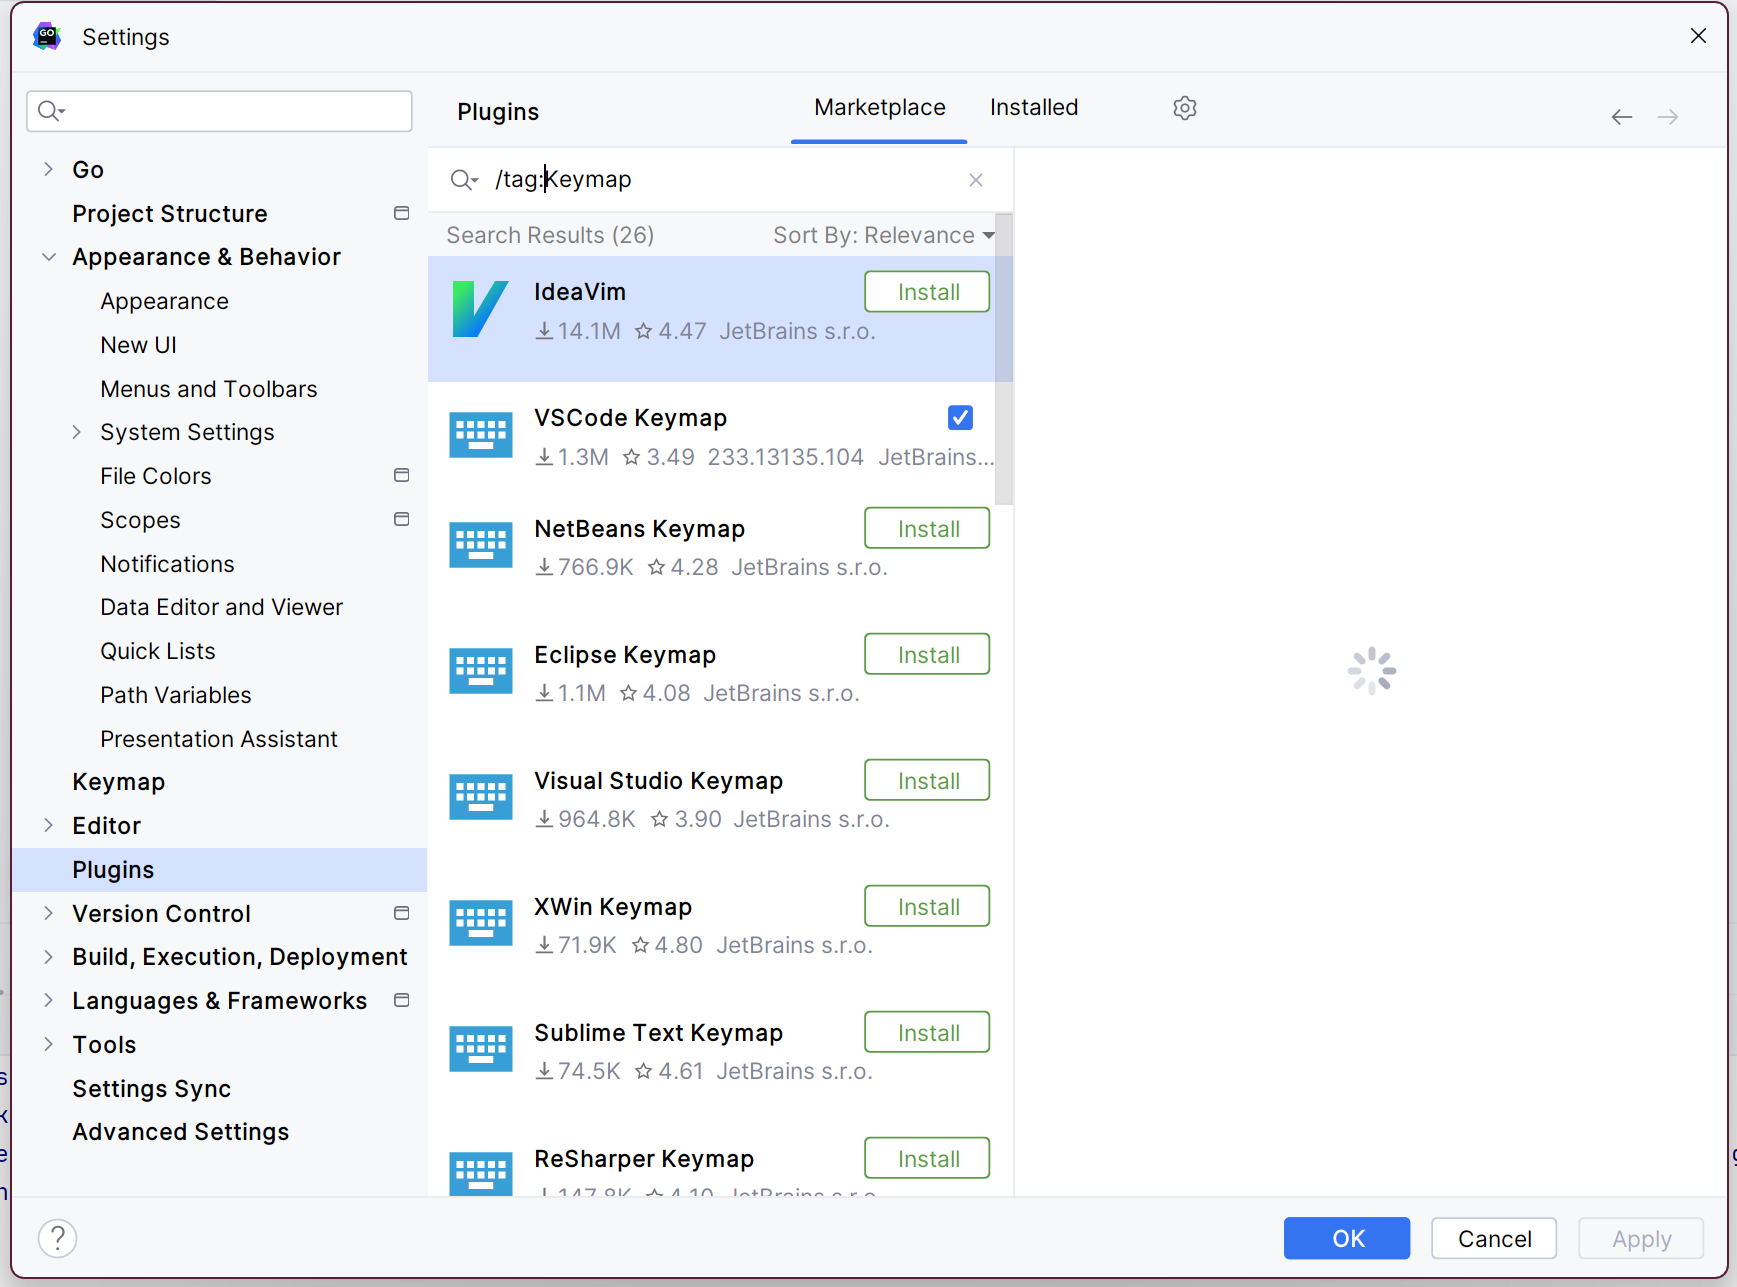 GO
Settings
Plugins
Marketplace
Installed
Go
Project Structure
Appearance & Behavior
Appearance
New UI
Menus and Toolbars
System Settings
File Colors
Scopes
Notifications
Data Editor and Viewer
Quick Lists
Path Variables
Presentation Assistant
Keymap
Editor
Plugins
Version Control
Build, Execution, Deployment
Languages & Frameworks
Tools
Settings Sync
Advanced Settings
/tag:Keymap
Search Results (26)
Sort By: Relevance
IdeaVim
Install
14.1M 4.47 JetBrains s.r.o.
VSCode Keymap
1.3M 3.49 233.13135.104 JetBrains...
NetBeans Keymap
Install
766.9K 4.28 JetBrains s.r.o.
Eclipse Keymap
Install
1.1M 4.08 JetBrains s.r.o.
Visual Studio Keymap
Install
964.8K 3.90 JetBrains s.r.o.
XWin Keymap
Install
71.9K 4.80 JetBrains s.r.o.
Sublime Text Keymap
Install
74.5K 4.61 JetBrains s.r.o.
ReSharper Keymap
Install
147.8K 4.10 JetBrains s.r.o.
?
OK
Cancel
Apply